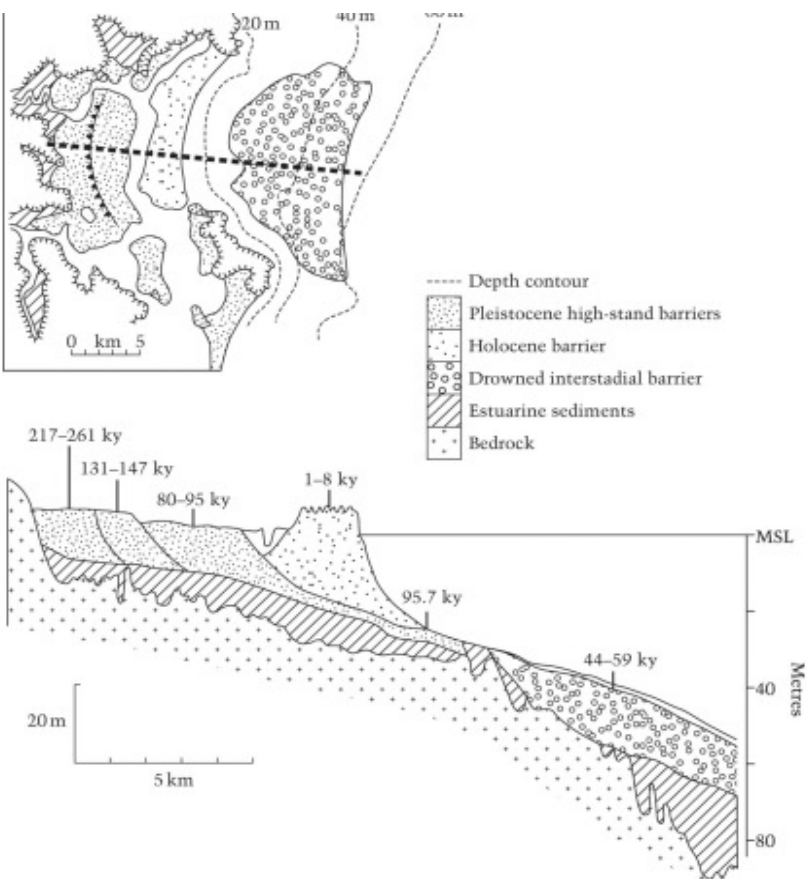 20 m
40 m
0 km 5
Depth contour
Pleistocene high-stand barriers
Holocene barrier
Drowned interstadial barrier
Estuarine sediments
Bedrock
217–261 ky
131–147 ky
80–95 ky
1–8 ky
MSL
95.7 ky
44–59 ky
40
Metres
20 m
5 km
80